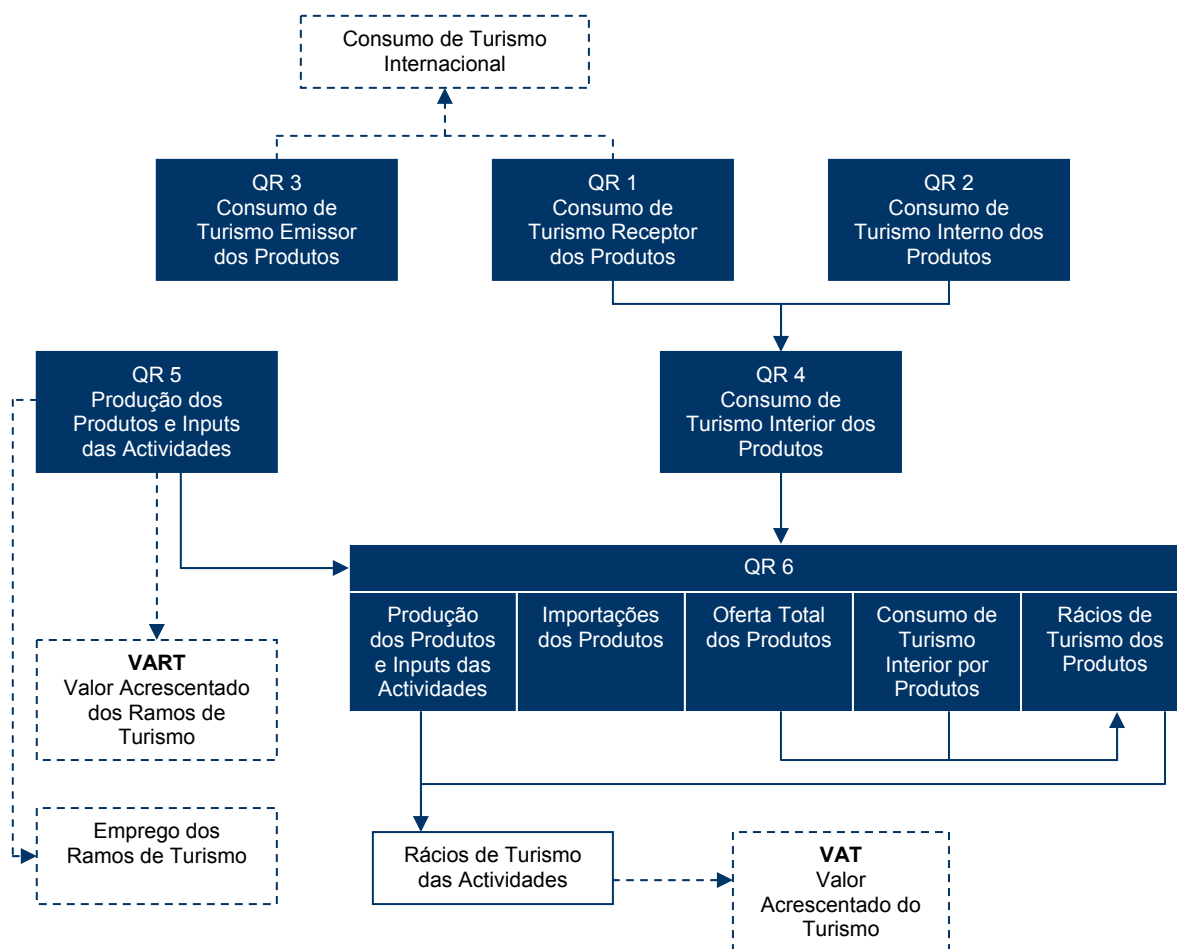 Consumo de Turismo
Internacional
QR 3
Consumo de
Turismo Emissor
dos Produtos
QR 1
Consumo de
Turismo Receptor
dos Produtos
QR 2
Consumo de
Turismo Interno dos
Produtos
QR 5
Produção dos
Produtos e Inputs
das Actividades
QR 4
Consumo de
Turismo Interior dos
Produtos
QR 6
Produção
dos Produtos
e Inputs das
Actividades
Importações
dos Produtos
Oferta Total
dos Produtos
Consumo de
Turismo
Interior por
Produtos
Rácios de
Turismo dos
Produtos
VART
Valor Acrescentado
dos Ramos de
Turismo
Emprego dos
Ramos de Turismo
Rácios de Turismo
das Actividades
VAT
Valor
Acrescentado do
Turismo